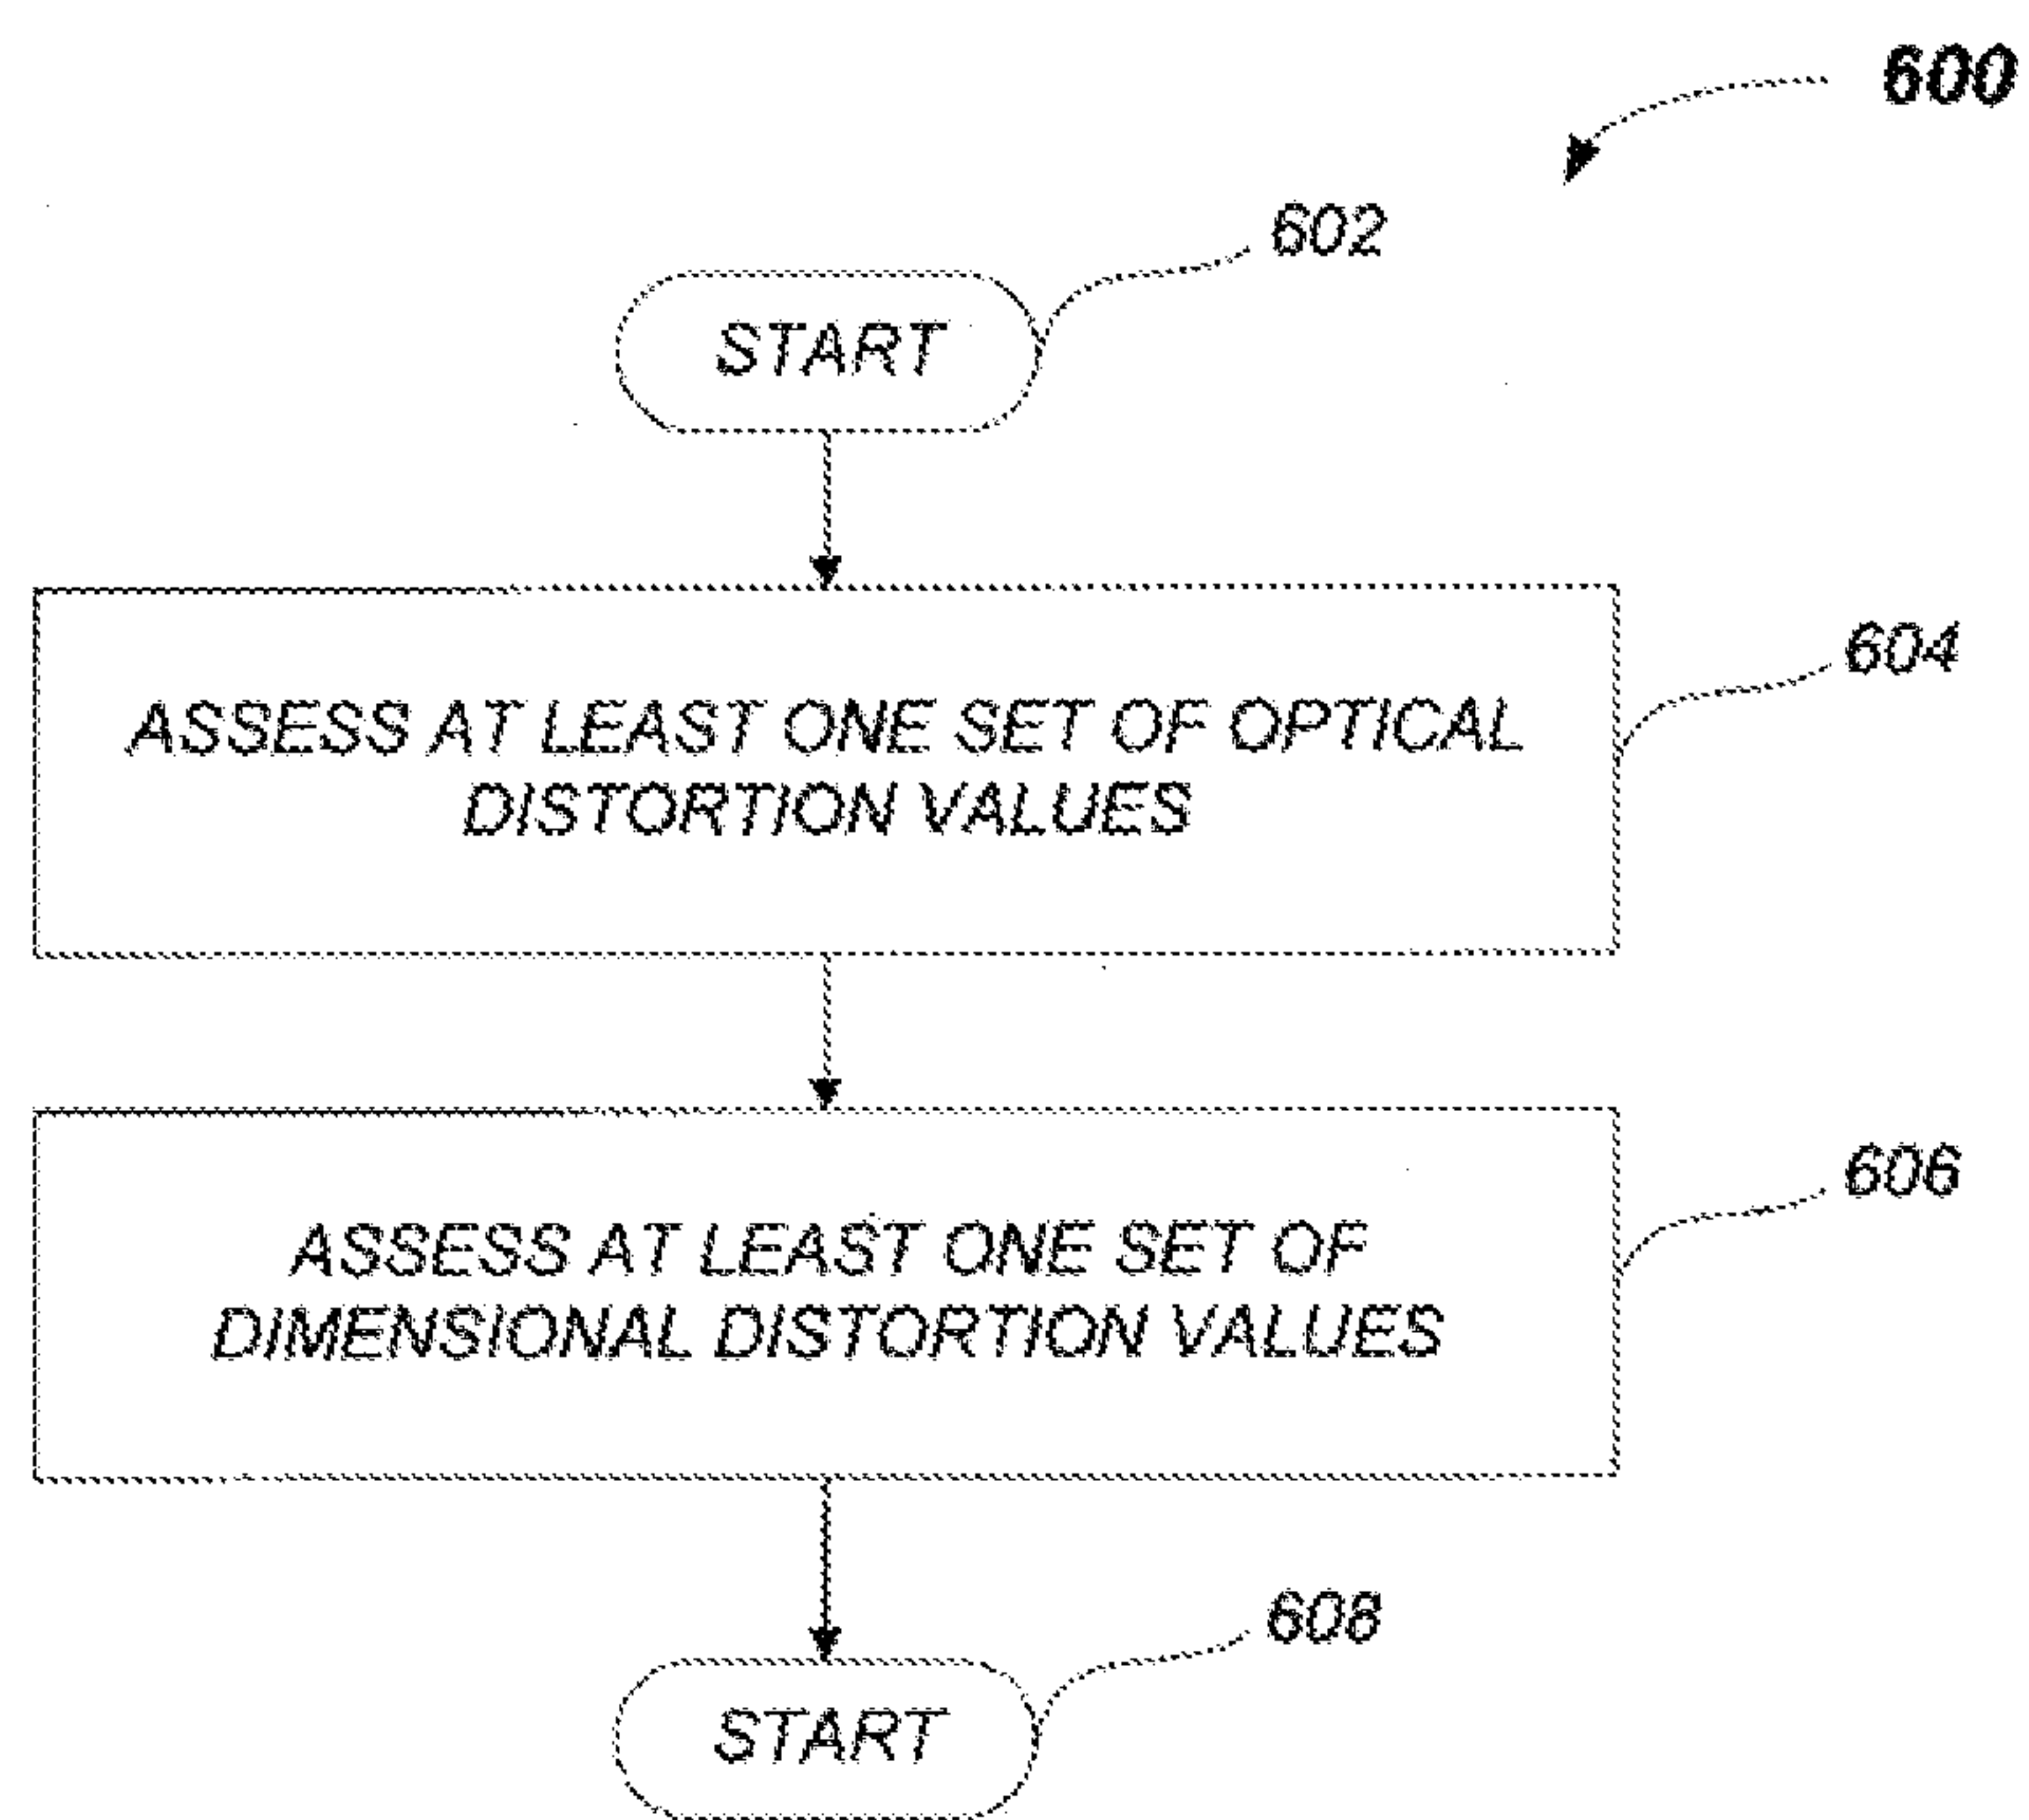 600
602
START
604
ASSESS AT LEAST ONE SET OF OPTICAL
DISTORTION VALUES
606
ASSESS AT LEAST ONE SET OF
DIMENSIONAL DISTORTION VALUES
608
START